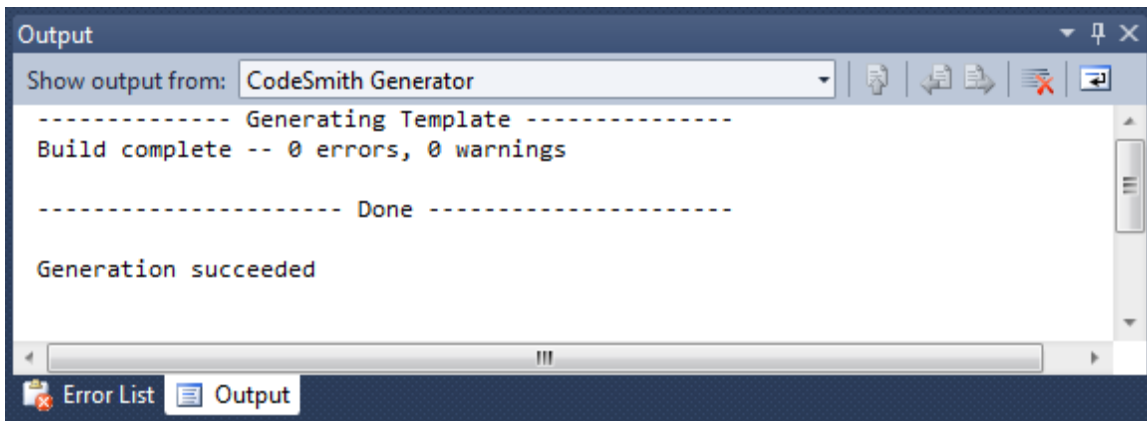 Output
Show output from: CodeSmith Generator
-------------- Generating Template ---------------
Build complete -- 0 errors, 0 warnings
---------------------- Done ----------------------
Generation succeeded
Error List Output